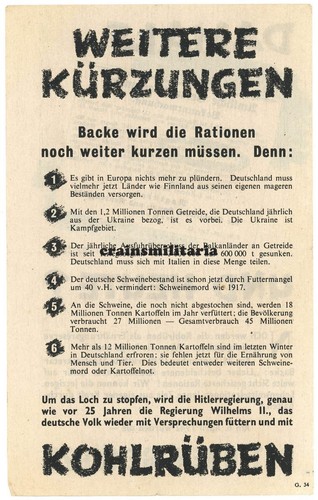 WEITERE
KÜRZUNGEN
Backe wird die Rationen
noch weiter kurzen müssen. Denn:
1 Es gibt in Europa nichts mehr zu plündern. Deutschland muss
vielmehr jetzt Länder wie Finnland aus seinen eigenen mageren
Beständen versorgen.
2 Mit den 1,2 Millionen Tonnen Getreide, die Deutschland jährlich
aus der Ukraine bezog, ist es vorbei. Die Ukraine ist
Kampfgebiet.
3 Der jährliche Ausfuhrüberschuss der Balkanländer an Getreide
ist seit 600 000 t gesunken.
Deutschland muss sich mit Italien in diese Menge teilen.
crainsmilitaria
4 Der deutsche Schweinebestand ist schon jetzt durch Futtermangel
um 40 v.H. vermindert: Schweinemord wie 1917.
5 An die Schweine, die noch nicht abgestochen sind, werden 18
Millionen Tonnen Kartoffeln im Jahr verfüttert; die Bevölkerung
verbraucht 27 Millionen — Gesamtverbrauch 45 Millionen
Tonnen.
6 Mehr als 12 Millionen Tonnen Kartoffeln sind im letzten Winter
in Deutschland erfroren; sie fehlen jetzt für die Ernährung von
Mensch und Tier. Dies bedeutet entweder weiteren Schweine-
mord oder Kartoffelnot.
Um das Loch zu stopfen, wird die Hitlerregierung, genau
wie vor 25 Jahren die Regierung Wilhelms II., das
deutsche Volk wieder mit Versprechungen füttern und mit
KOHLRÜBEN
G. 34